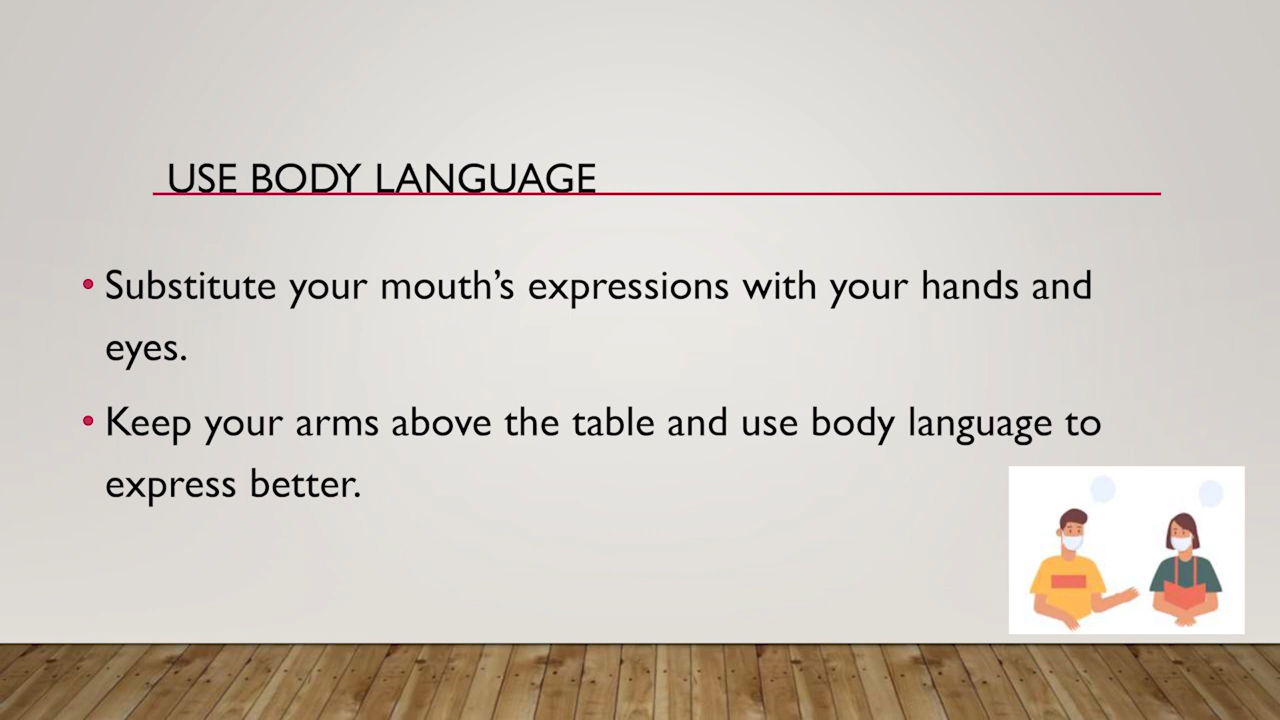 USE BODY LANGUAGE
• Substitute your mouth’s expressions with your hands and
eyes.
• Keep your arms above the table and use body language to
express better.